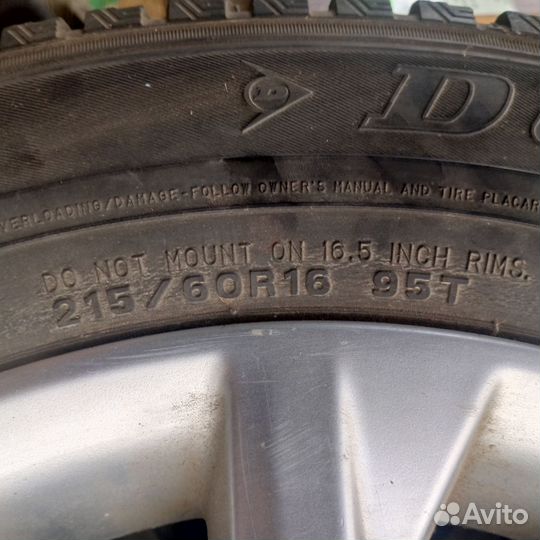 D
VERLOADING/DAMAGE-FOLLOW OWNER'S MANUAL AND TIRE PLACAR
DO NOT MOUNT ON 16.5 INCH RIMS.
215/60R16 95T
Avito